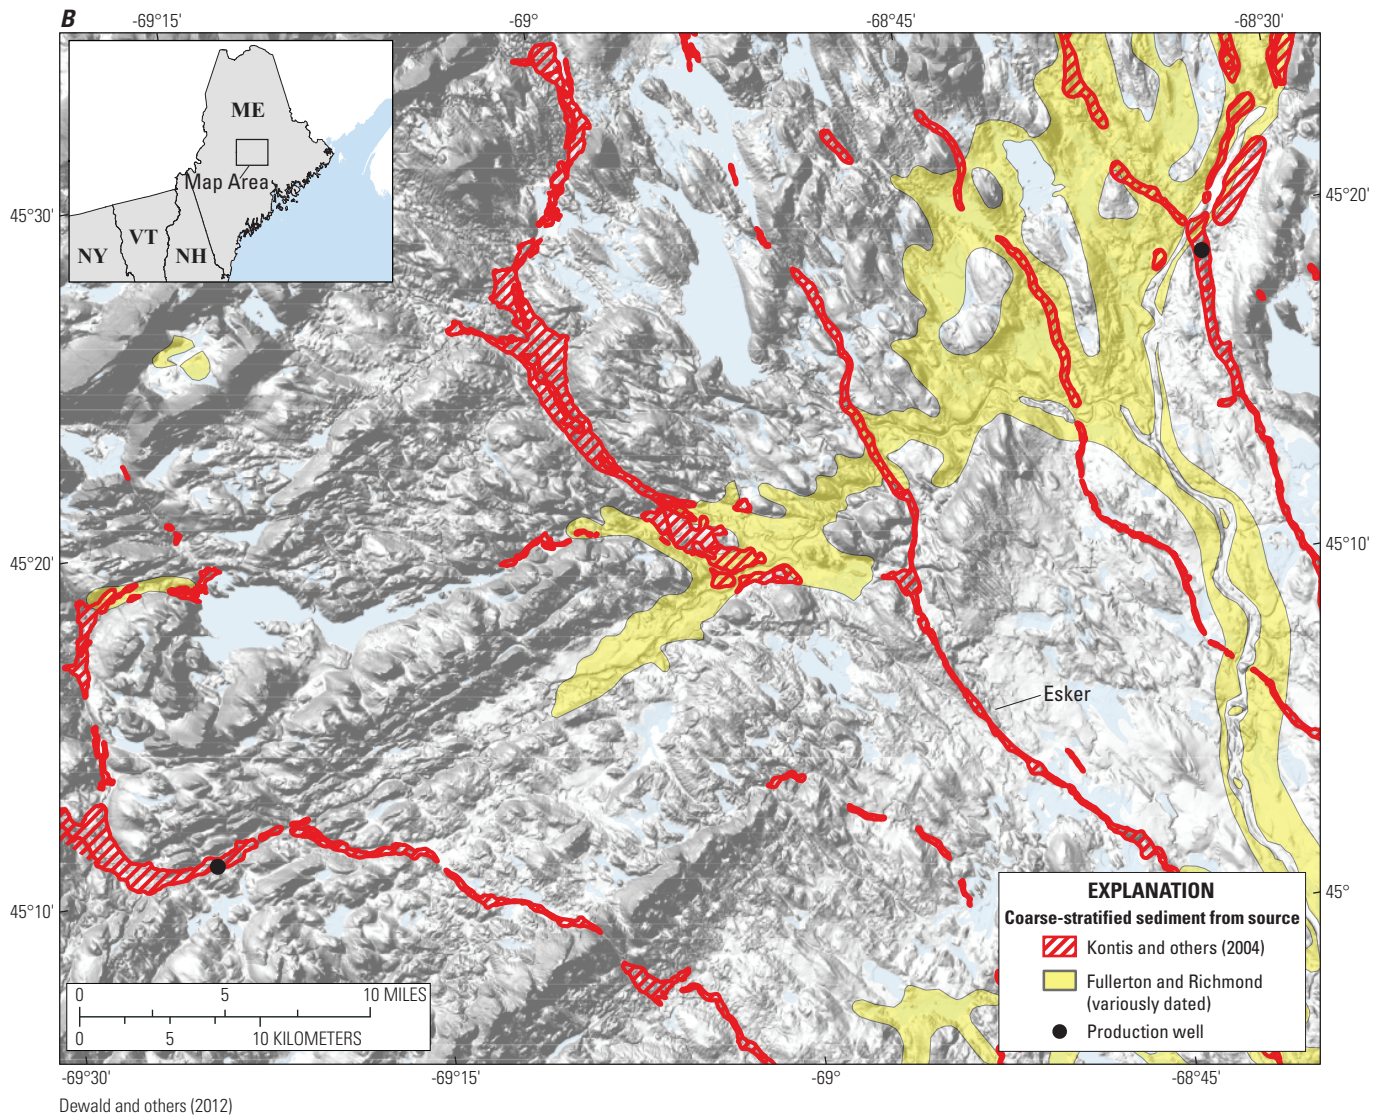 B
-69°15'
-69°
-68°45'
-68°30'
ME
Map Area
VT
NY
NH
45°30'
45°20'
45°20'
45°10'
Esker
45°10'
45°
EXPLANATION
Coarse-stratified sediment from source
Kontis and others (2004)
Fullerton and Richmond
(variously dated)
Production well
0 5 10 MILES
0 5 10 KILOMETERS
-69°30'
-69°15'
-69°
-68°45'
Dewald and others (2012)